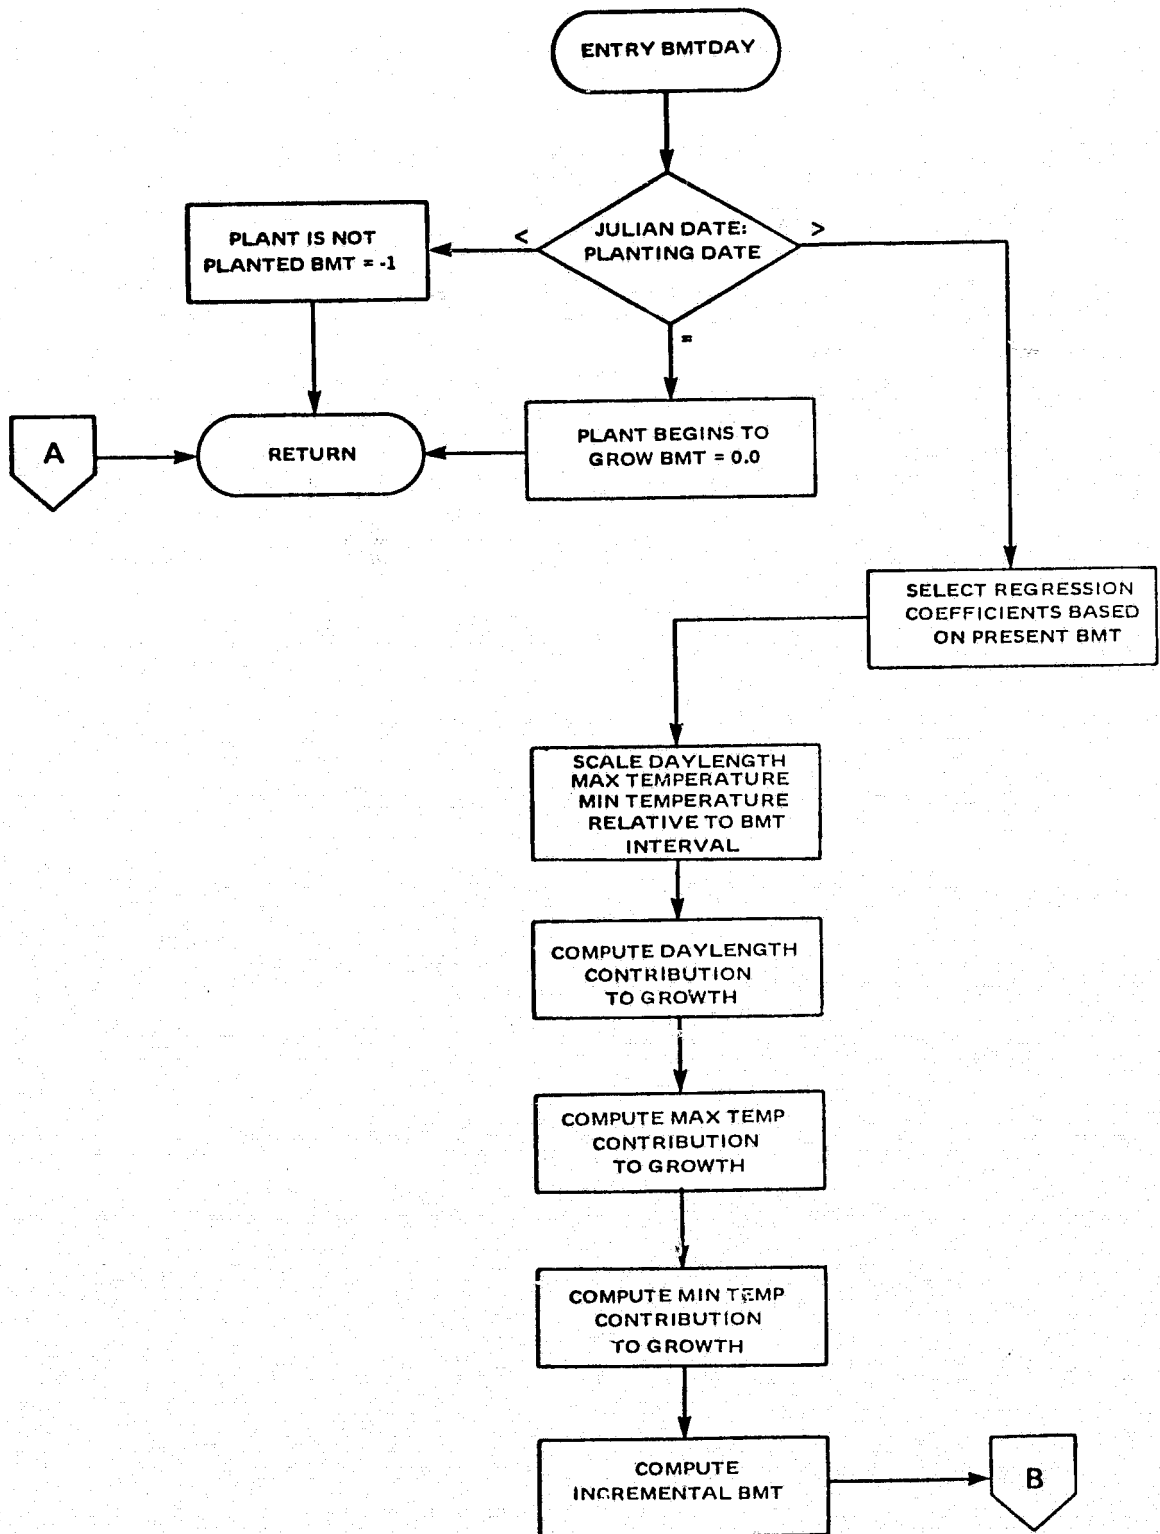 ENTRY BMTDAY
JULIAN DATE:
PLANTING DATE
<
>
=
PLANT IS NOT
PLANTED BMT = -1
PLANT BEGINS TO
GROW BMT = 0.0
A
RETURN
SELECT REGRESSION
COEFFICIENTS BASED
ON PRESENT BMT
SCALE DAYLENGTH
MAX TEMPERATURE
MIN TEMPERATURE
RELATIVE TO BMT
INTERVAL
COMPUTE DAYLENGTH
CONTRIBUTION
TO GROWTH
COMPUTE MAX TEMP
CONTRIBUTION
TO GROWTH
COMPUTE MIN TEMP
CONTRIBUTION
TO GROWTH
COMPUTE
INCREMENTAL BMT
B